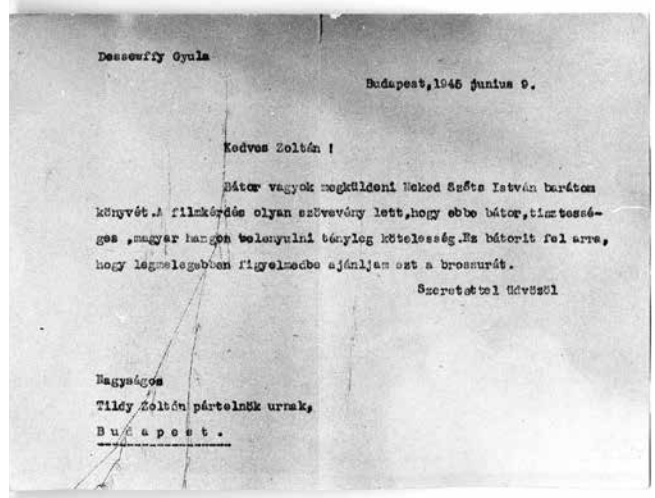 Dessewffy Gyula
Budapest,1945 június 9.
Kedves Zoltán !
Bátor vagyok megküldeni Neked Szőts István barátom
könyvét.A filmkérdés olyan szövevény lett,hogy ebbe bátor,tisztessé-
ges ,magyar hangon belenyulni tényleg kötelesség.Ez bátorit fel arra,
hogy legmelegebben figyelmedbe ajánljam ezt a brossurát.
Szeretettel üdvözöl
Nagyságos
Tildy Zoltán pártelnök urnak,
B u d a p e s t .